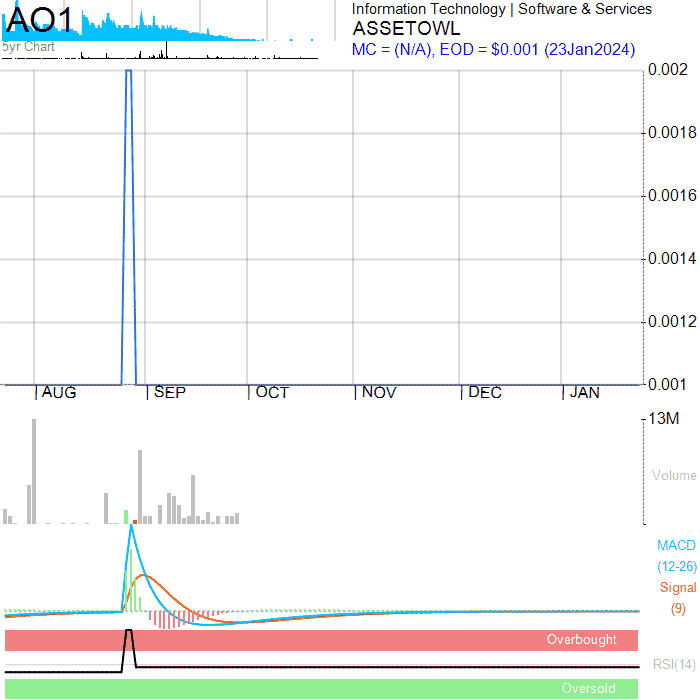 AO1
5yr Chart
Information Technology | Software & Services
ASSETOWL
MC = (N/A), EOD = $0.001 (23Jan2024)
0.002
0.0018
0.0016
0.0014
0.0012
0.001
AUG SEP OCT NOV DEC JAN
13M
Volume
MACD
(12-26)
Signal
(9)
Overbought
RSI(14)
Oversold